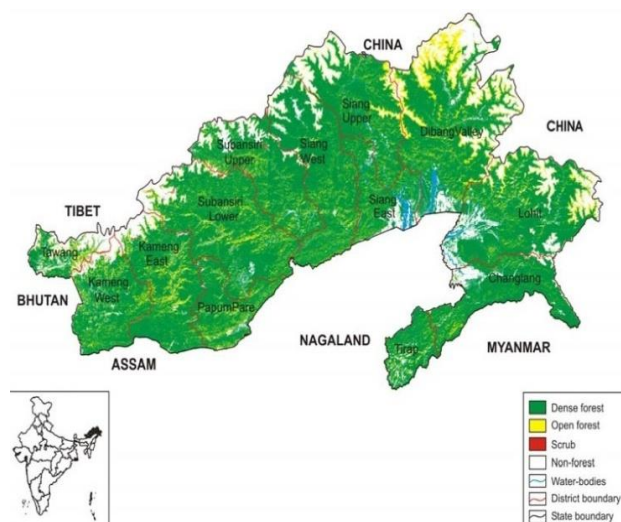 CHINA
Siang
Upper
DibangValley
CHINA
Subansiri
Upper
Siang
West
Subansiri
Lower
Siang
East
Lohit
TIBET
Tawang
Kameng
East
Kameng
West
Changlang
BHUTAN
PapumPare
NAGALAND
MYANMAR
Tirap
ASSAM
Dense forest
Open forest
Scrub
Non-forest
Water-bodies
District boundary
State boundary